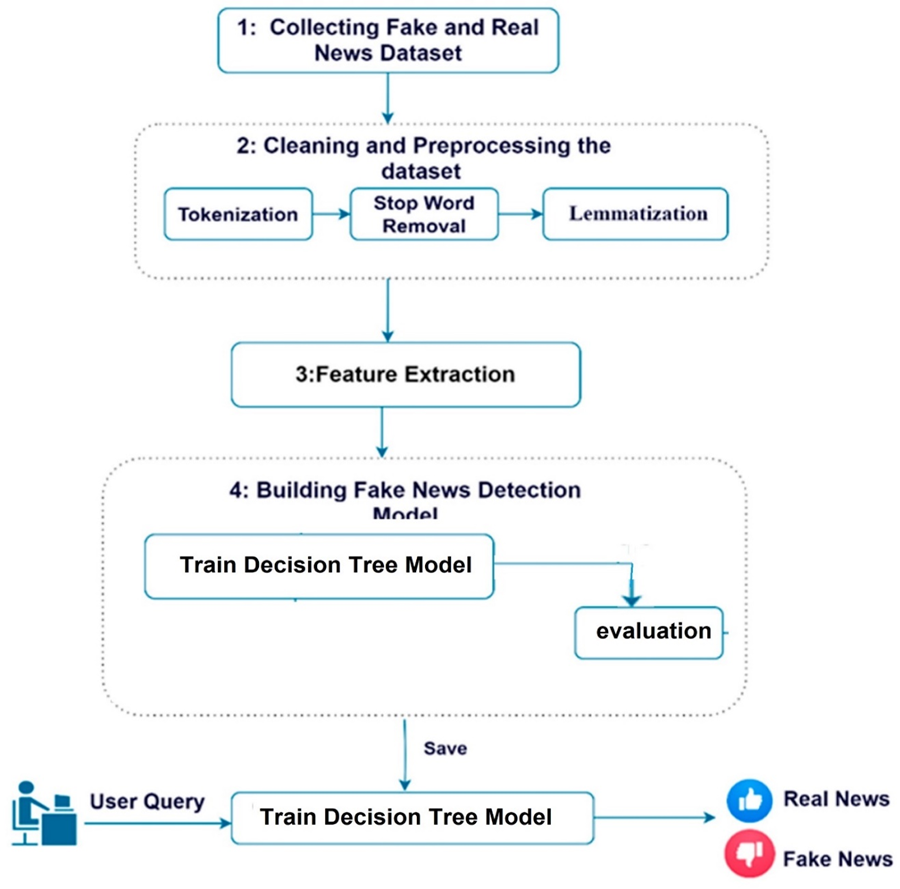 1: Collecting Fake and Real
News Dataset
2: Cleaning and Preprocessing the
dataset
Tokenization
Stop Word
Removal
Lemmatization
3:Feature Extraction
4: Building Fake News Detection
Model
Train Decision Tree Model
evaluation
Save
User Query
Train Decision Tree Model
Real News
Fake News